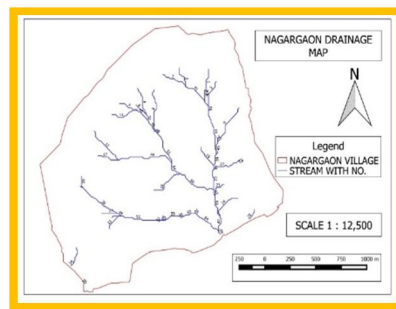 NAGARGAON DRAINAGE
MAP
N
Legend
NAGARGAON VILLAGE
STREAM WITH NO.
SCALE 1 : 12,500
250 0 250 500 750 1000 m